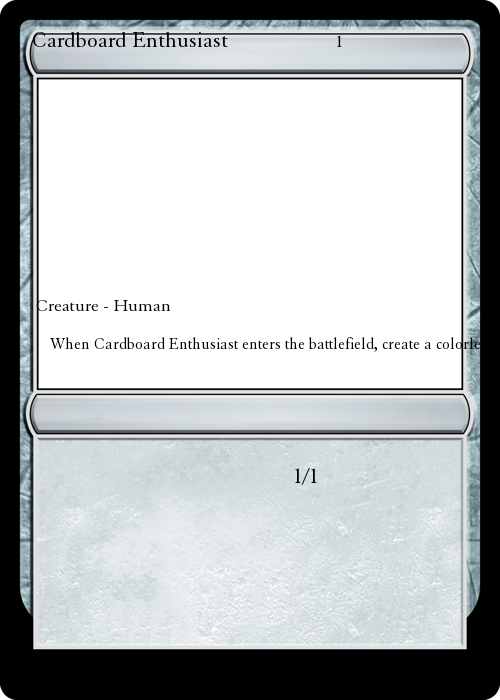 Cardboard Enthusiast 1
Creature - Human
When Cardboard Enthusiast enters the battlefield, create a colorle
1/1